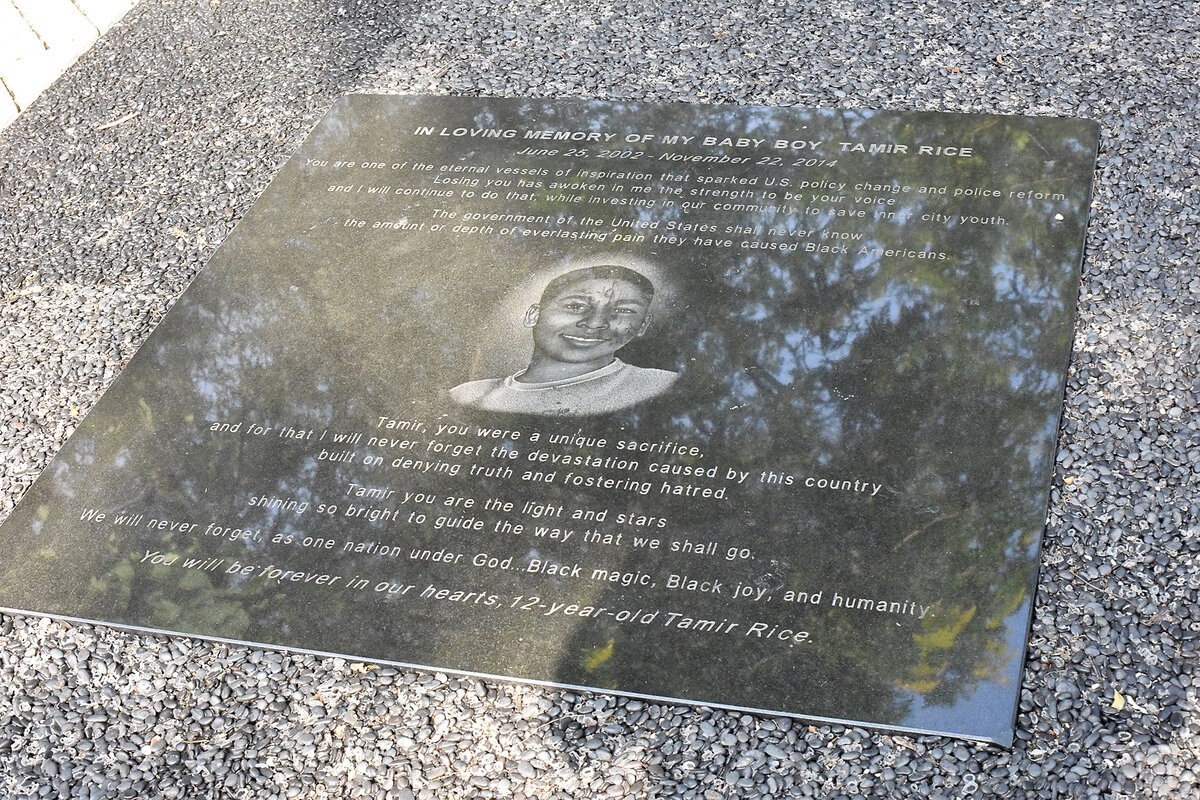 IN LOVING MEMORY OF MY BABY BOY, TAMIR RICE
June 25, 2002 - November 22, 2014
You are one of the eternal vessels of inspiration that sparked U.S. policy change and police reform.
Losing you has awoken in me the strength to be your voice
and I will continue to do that, while investing in our community to save inner city youth.
The government of the United States shall never know
the amount or depth of everlasting pain they have caused Black Americans.
Tamir, you were a unique sacrifice,
and for that I will never forget the devastation caused by this country
built on denying truth and fostering hatred.
Tamir you are the light and stars
shining so bright to guide the way that we shall go.
We will never forget, as one nation under God...Black magic, Black joy, and humanity.
You will be forever in our hearts, 12-year-old Tamir Rice.